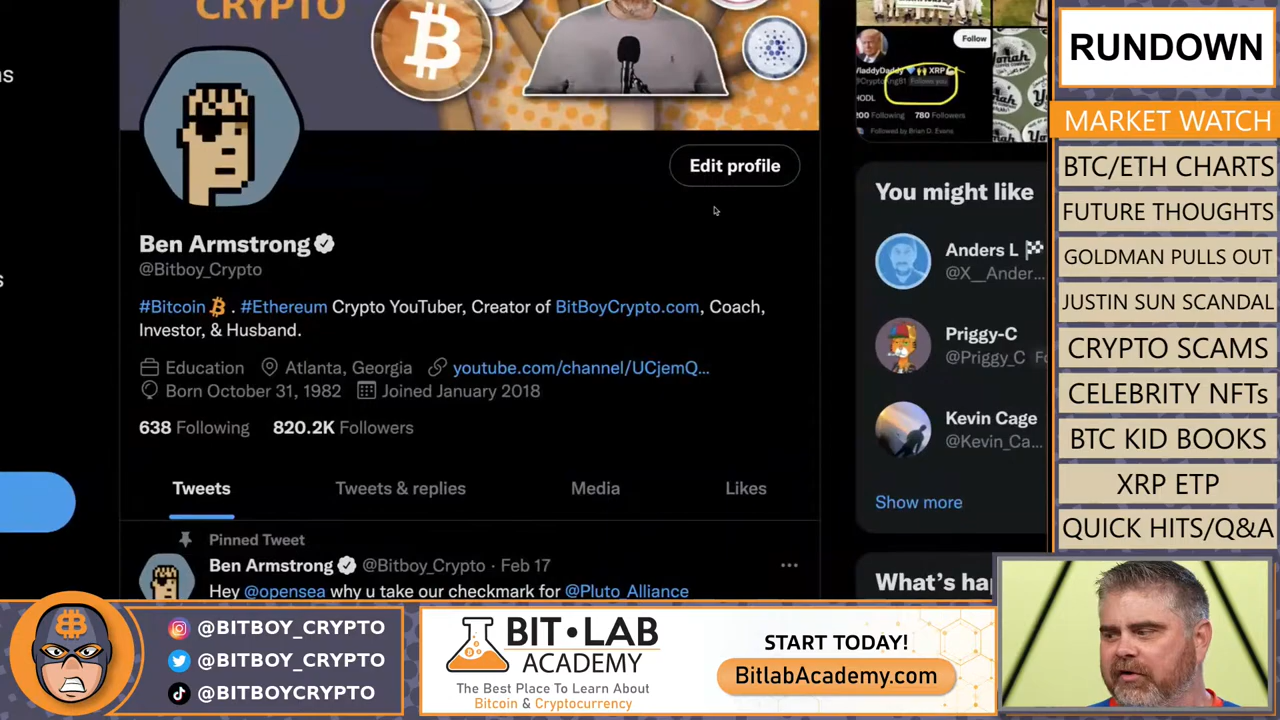 CRYPTO
Edit profile
Ben Armstrong
@Bitboy_Crypto
#Bitcoin . #Ethereum Crypto YouTuber, Creator of BitBoyCrypto.com, Coach,
Investor, & Husband.
Education Atlanta, Georgia youtube.com/channel/UCjemQ...
Born October 31, 1982 Joined January 2018
638 Following 820.2K Followers
Tweets Tweets & replies Media Likes
Pinned Tweet
Ben Armstrong @Bitboy_Crypto · Feb 17
Hey @opensea why u take our checkmark for @Pluto_Alliance
Follow
XRP
Follows you
HODL
200 Following 780 Followers
Followed by Brian D. Evans
You might like
Anders L
@X__Ander...
Priggy-C
@Priggy_C Fo
Kevin Cage
@Kevin_Ca...
Show more
What's hap
RUNDOWN
MARKET WATCH
BTC/ETH CHARTS
FUTURE THOUGHTS
GOLDMAN PULLS OUT
JUSTIN SUN SCANDAL
CRYPTO SCAMS
CELEBRITY NFTs
BTC KID BOOKS
XRP ETP
QUICK HITS/Q&A
@BITBOY_CRYPTO
@BITBOY_CRYPTO
@BITBOYCRYPTO
BIT•LAB
ACADEMY
The Best Place To Learn About
Bitcoin & Cryptocurrency
START TODAY!
BitlabAcademy.com